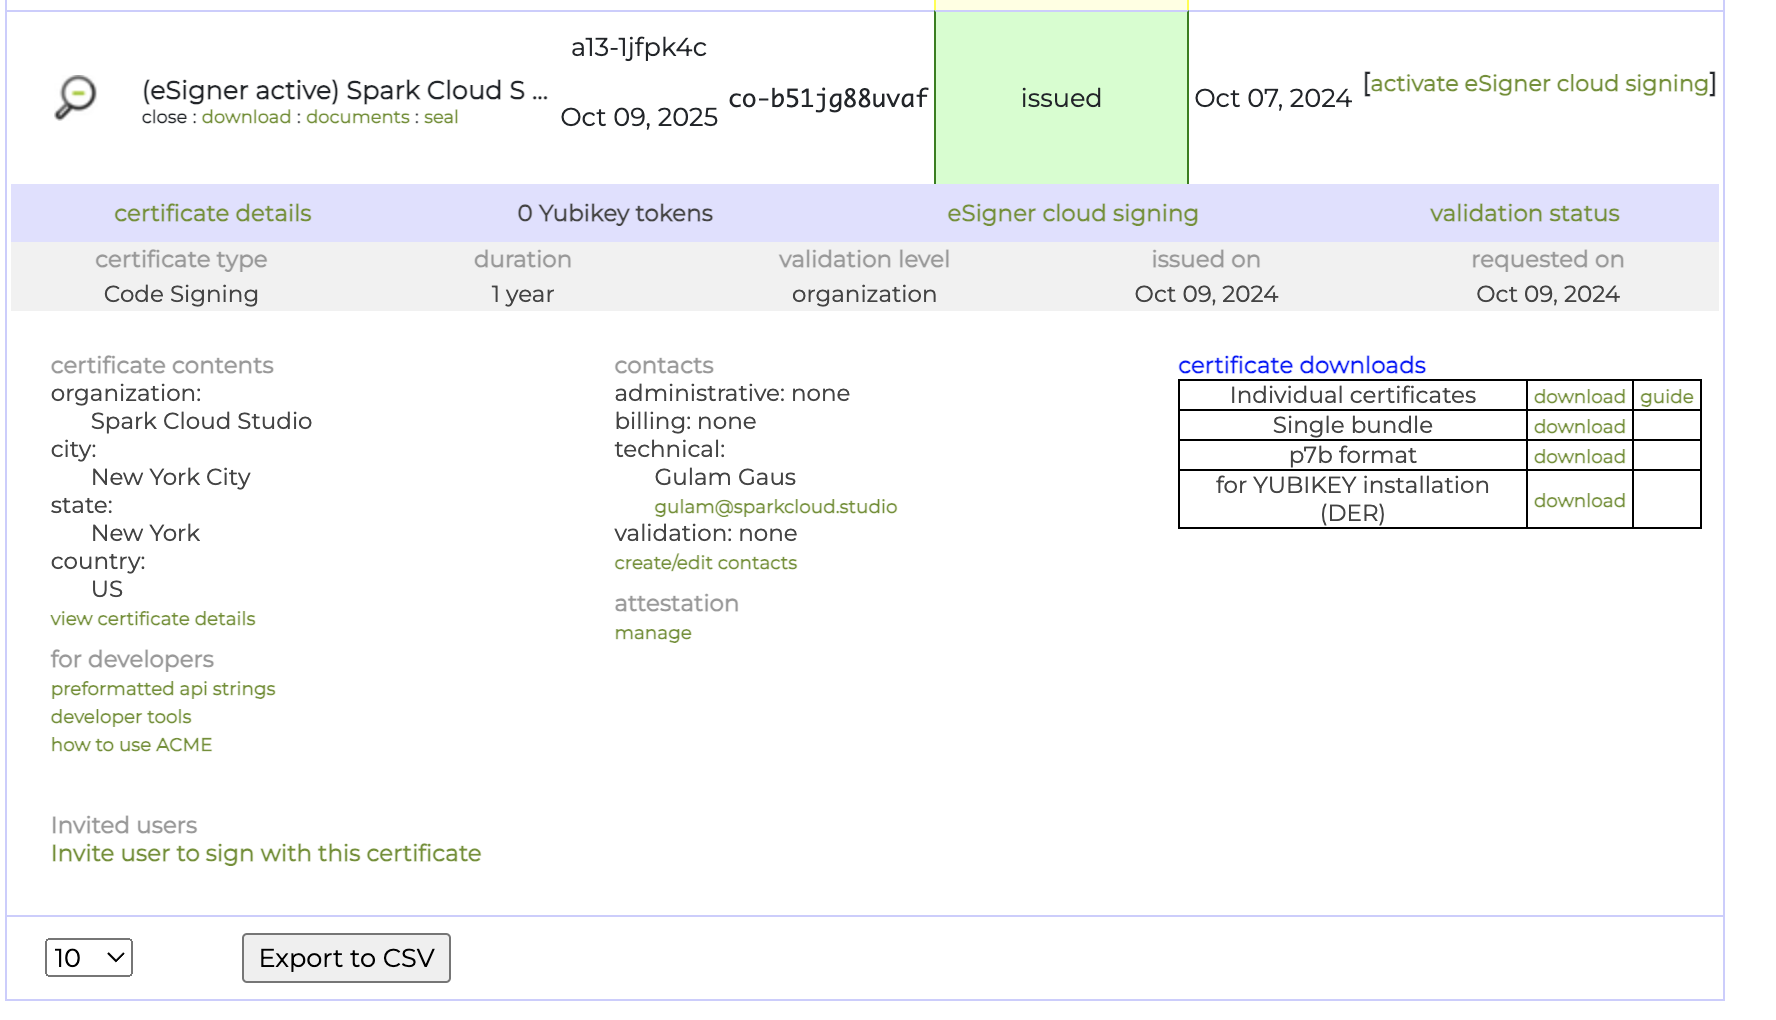 a13-1jfpk4c
(eSigner active) Spark Cloud S ...
close : download : documents : seal
Oct 09, 2025
co-b51jg88uvaf
issued
Oct 07, 2024
[activate eSigner cloud signing]
certificate details
0 Yubikey tokens
eSigner cloud signing
validation status
certificate type
duration
validation level
issued on
requested on
Code Signing
1 year
organization
Oct 09, 2024
Oct 09, 2024
certificate contents
organization:
Spark Cloud Studio
city:
New York City
state:
New York
country:
US
view certificate details
for developers
preformatted api strings
developer tools
how to use ACME
Invited users
Invite user to sign with this certificate
contacts
administrative: none
billing: none
technical:
Gulam Gaus
gulam@sparkcloud.studio
validation: none
create/edit contacts
attestation
manage
certificate downloads
Individual certificates download guide
Single bundle download
p7b format download
for YUBIKEY installation
(DER) download
10
Export to CSV